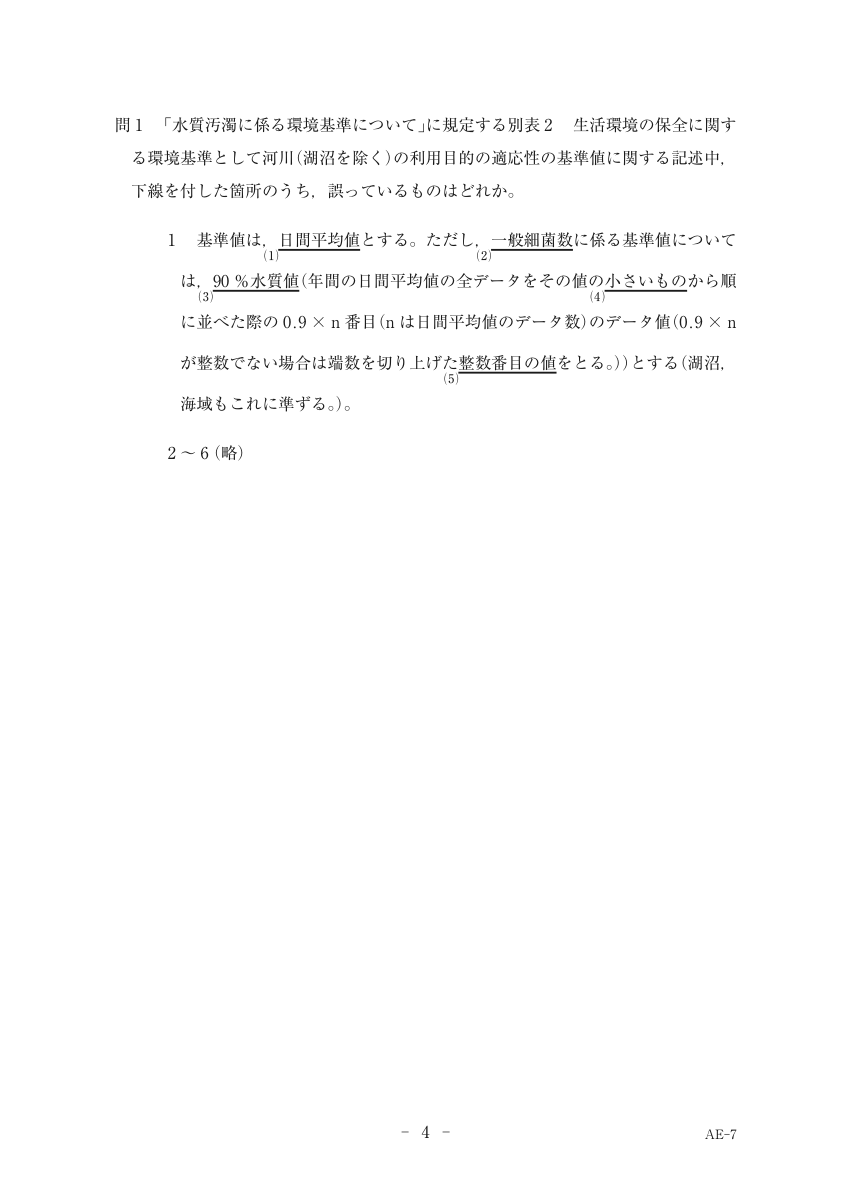 問1 「水質汚濁に係る環境基準について」に規定する別表2 生活環境の保全に関す
る環境基準として河川(湖沼を除く)の利用目的の適応性の基準値に関する記述中,
下線を付した箇所のうち,誤っているものはどれか。
1 基準値は,日間平均値とする。ただし,一般細菌数に係る基準値について
(1) (2)
は,90 %水質値(年間の日間平均値の全データをその値の小さいものから順
(3) (4)
に並べた際の 0.9 × n 番目(n は日間平均値のデータ数)のデータ値(0.9 × n
が整数でない場合は端数を切り上げた整数番目の値をとる。))とする(湖沼,
(5)
海域もこれに準ずる。)。
2 〜 6 (略)
- 4 -
AE-7